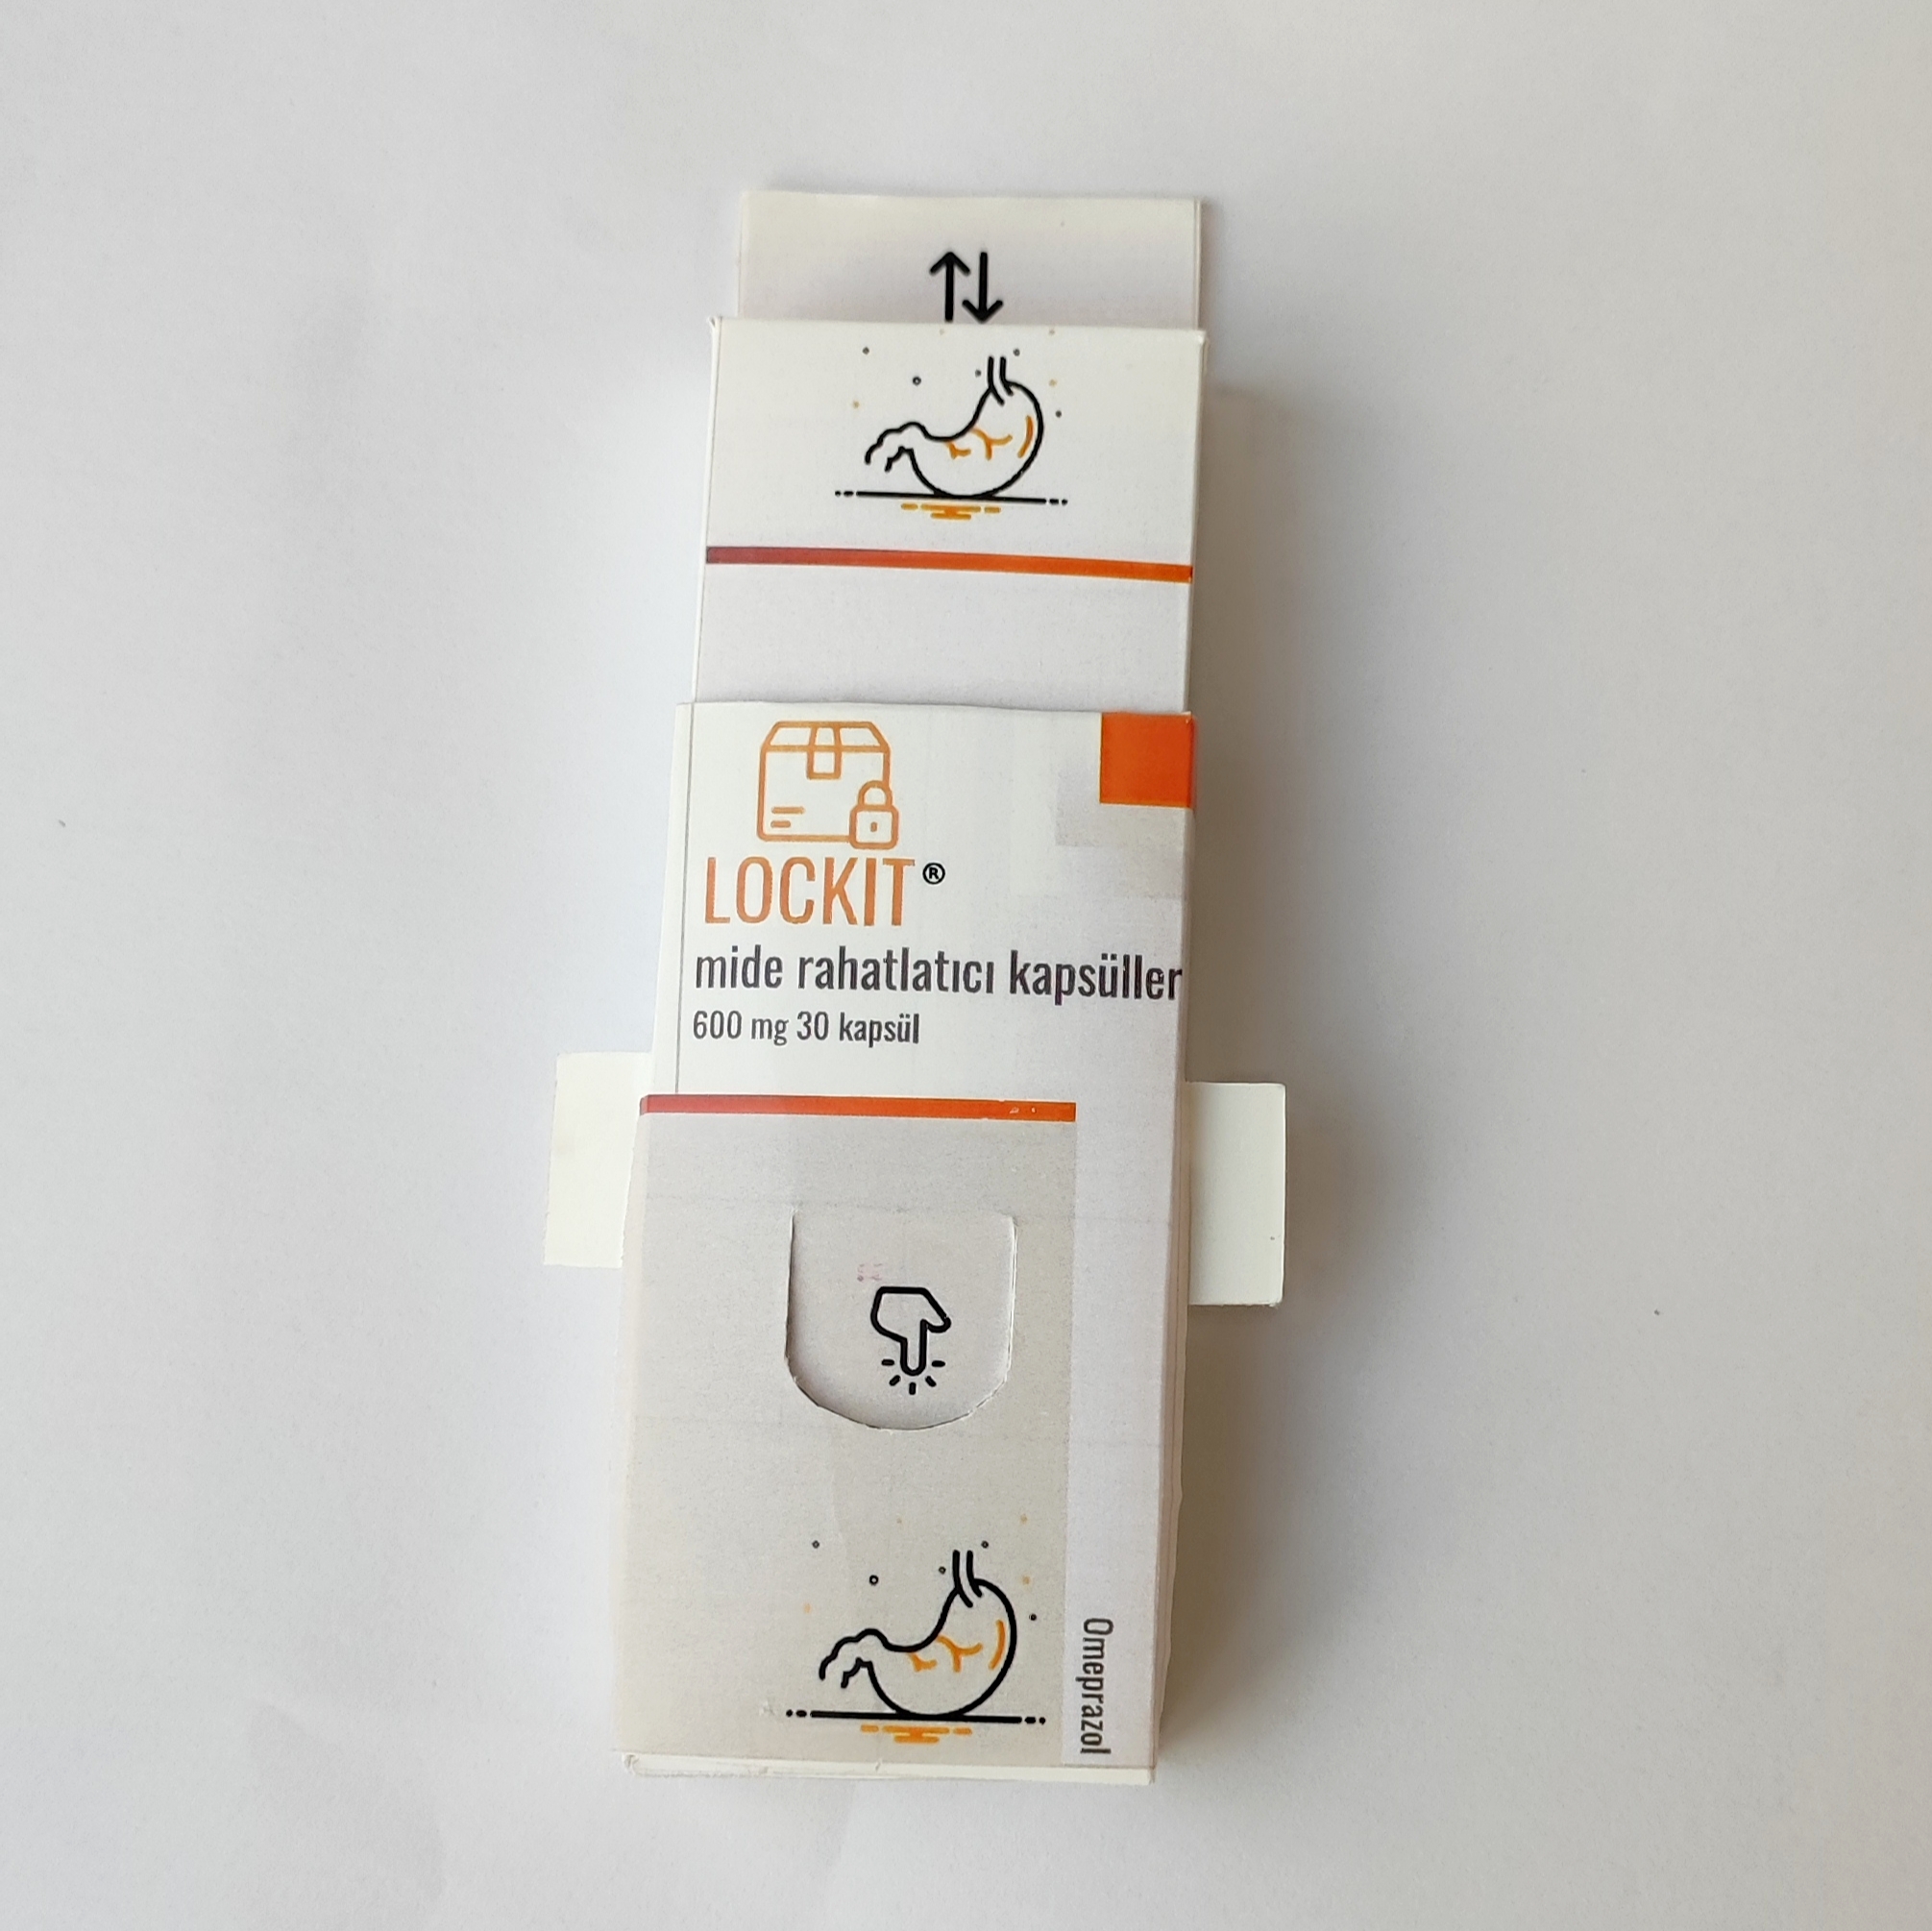 LOCKIT®
mide rahatlatıcı kapsüller
600 mg 30 kapsül
Omeprazol